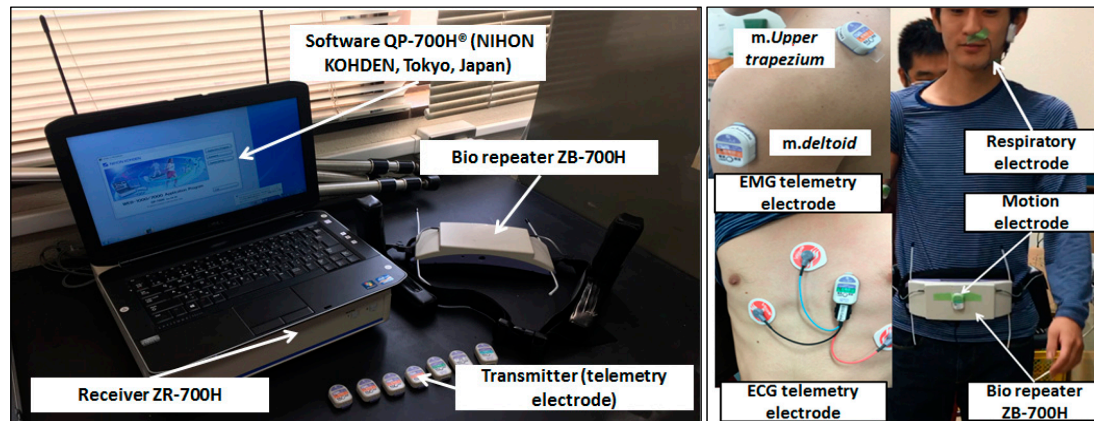 Software QP-700H® (NIHON
KOHDEN, Tokyo, Japan)
Bio repeater ZB-700H
Receiver ZR-700H
Transmitter (telemetry
electrode)
m.Upper
trapezium
m.deltoid
EMG telemetry
electrode
ECG telemetry
electrode
Respiratory
electrode
Motion
electrode
Bio repeater
ZB-700H